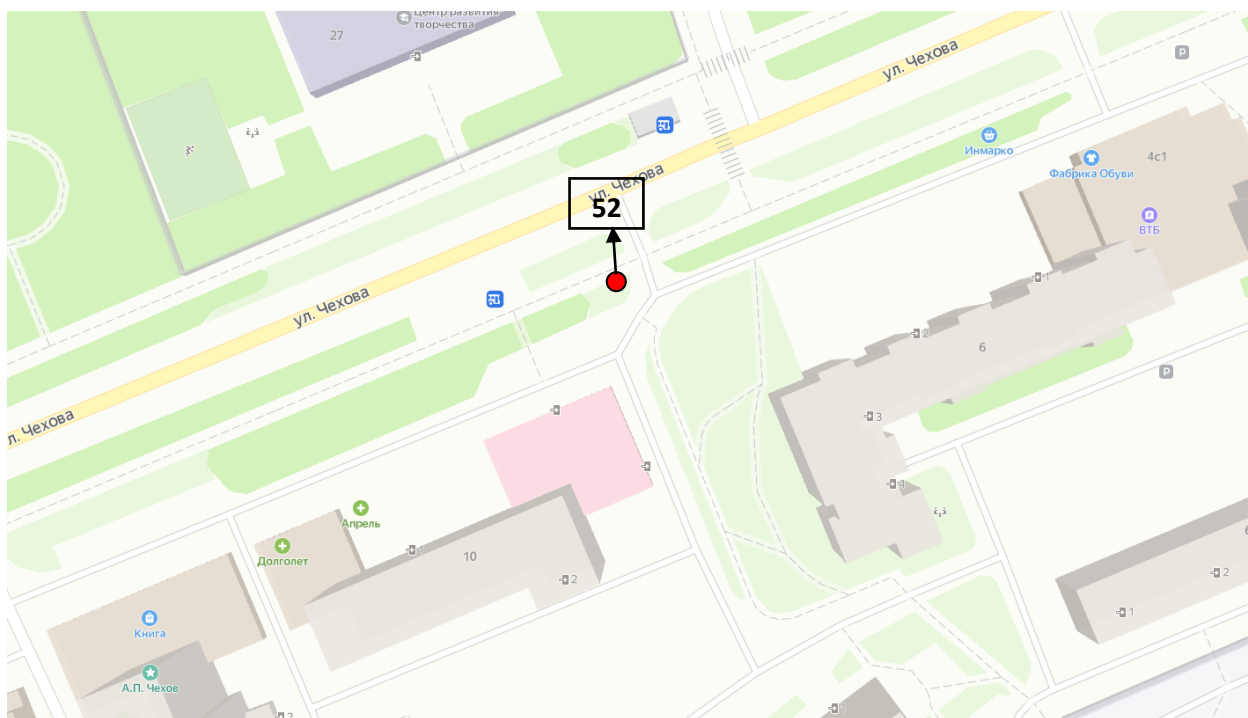 Центр развития
творчества
27
ул. Чехова
P
Инмарко
4с1
Фабрика Обуви
ВТБ
ул. Чехова
52
1
ул. Чехова
2
6
P
л. Чехова
3
4
Апрель
1
10
Долголет
2
2
1
Книга
А.П. Чехов
2
1